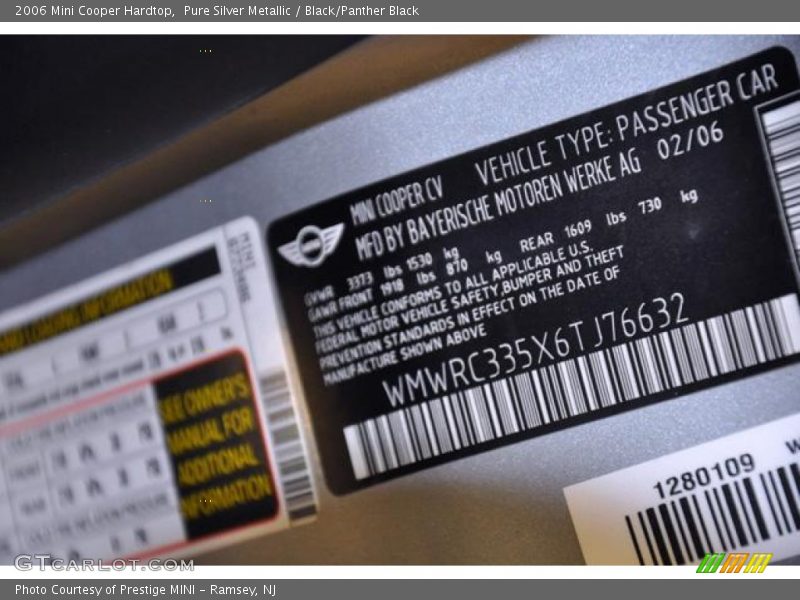 2006 Mini Cooper Hardtop,  Pure Silver Metallic / Black/Panther Black
MINI COOPER CV VEHICLE TYPE: PASSENGER CAR
MFD BY BAYERISCHE MOTOREN WERKE AG 02/06
GVWR 3373 lbs 1530 kg
GAWR FRONT 1918 lbs 870 kg REAR 1609 lbs 730 kg
THIS VEHICLE CONFORMS TO ALL APPLICABLE U.S.
FEDERAL MOTOR VEHICLE SAFETY,BUMPER AND THEFT
PREVENTION STANDARDS IN EFFECT ON THE DATE OF
MANUFACTURE SHOWN ABOVE
WMWRC335X6TJ76632
LOADING INFORMATION
MINI
SEE OWNER'S
MANUAL FOR
ADDITIONAL
INFORMATION
1280109
GTCARLOT.COM
Photo Courtesy of Prestige MINI – Ramsey, NJ